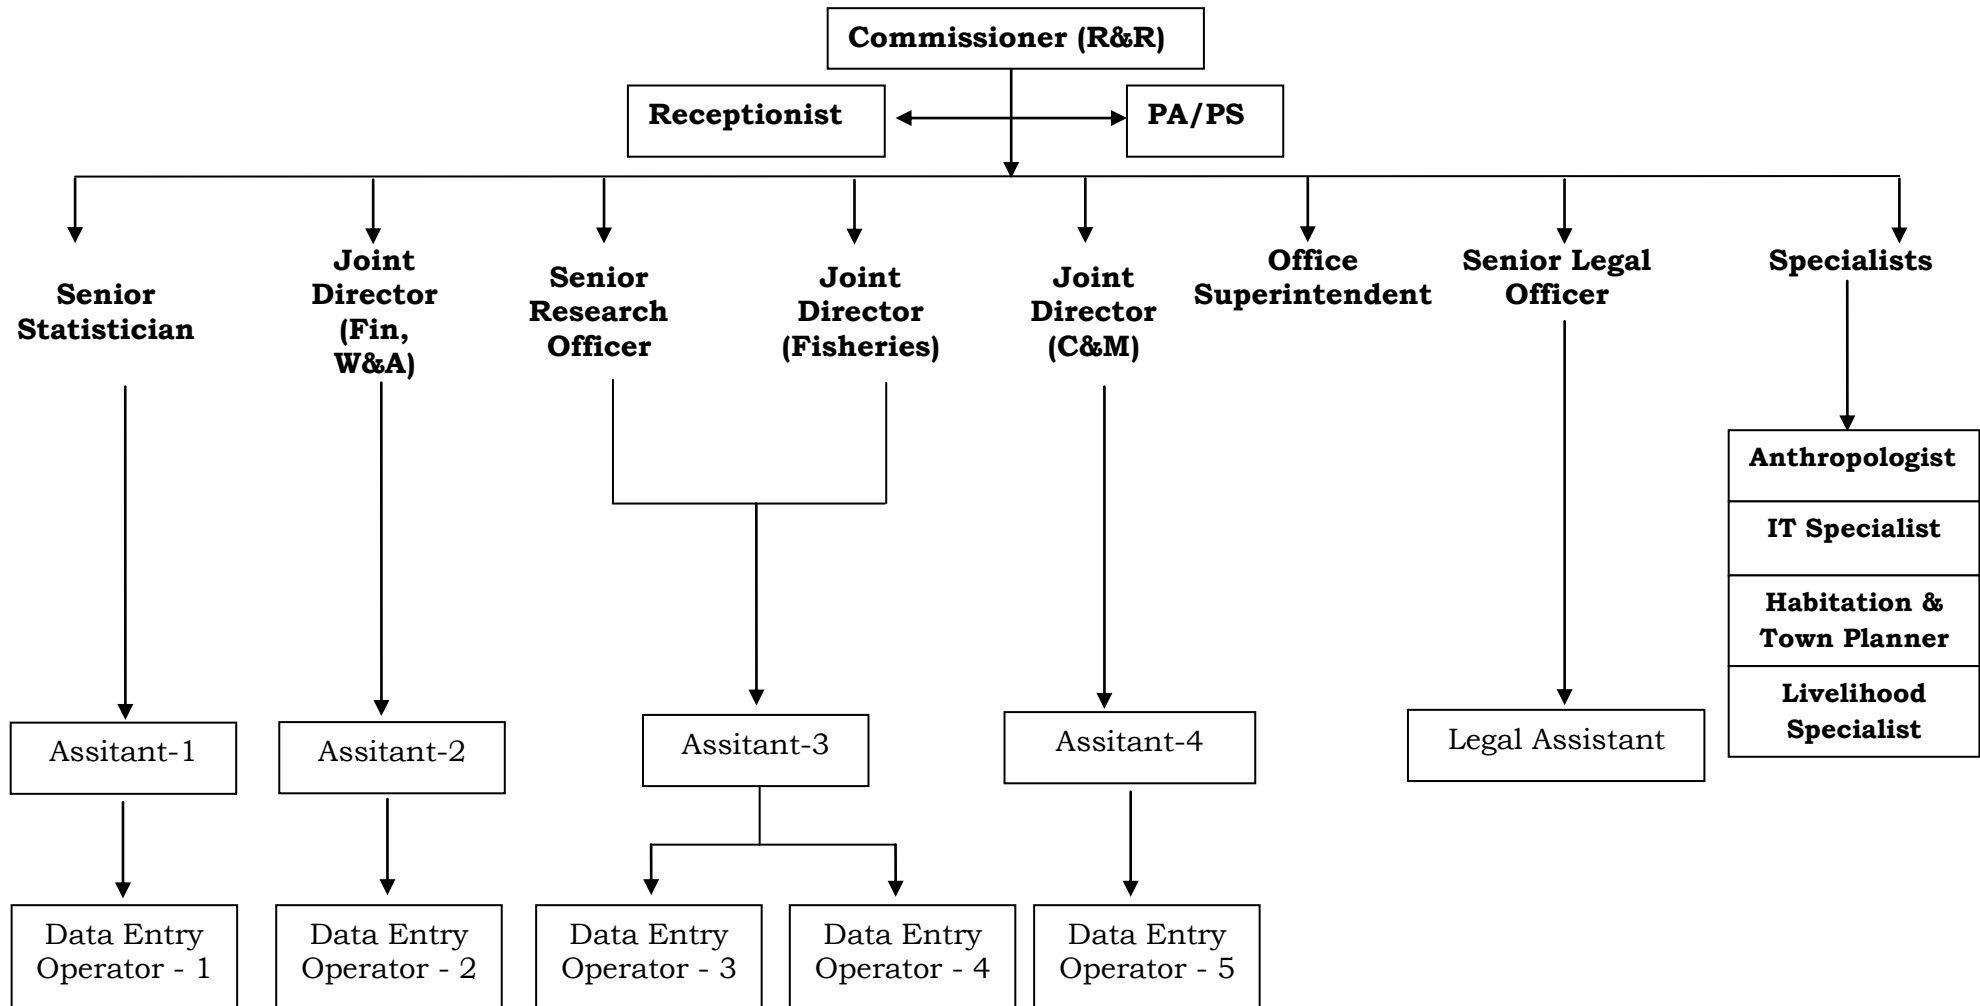 Commissioner (R&R)
Receptionist
PA/PS
Senior
Statistician
Joint
Director
(Fin,
W&A)
Senior
Research
Officer
Joint
Director
(Fisheries)
Joint
Director
(C&M)
Office
Superintendent
Senior Legal
Officer
Specialists
Anthropologist
IT Specialist
Habitation &
Town Planner
Livelihood
Specialist
Assitant-1
Assitant-2
Assitant-3
Assitant-4
Legal Assistant
Data Entry
Operator - 1
Data Entry
Operator - 2
Data Entry
Operator - 3
Data Entry
Operator - 4
Data Entry
Operator - 5